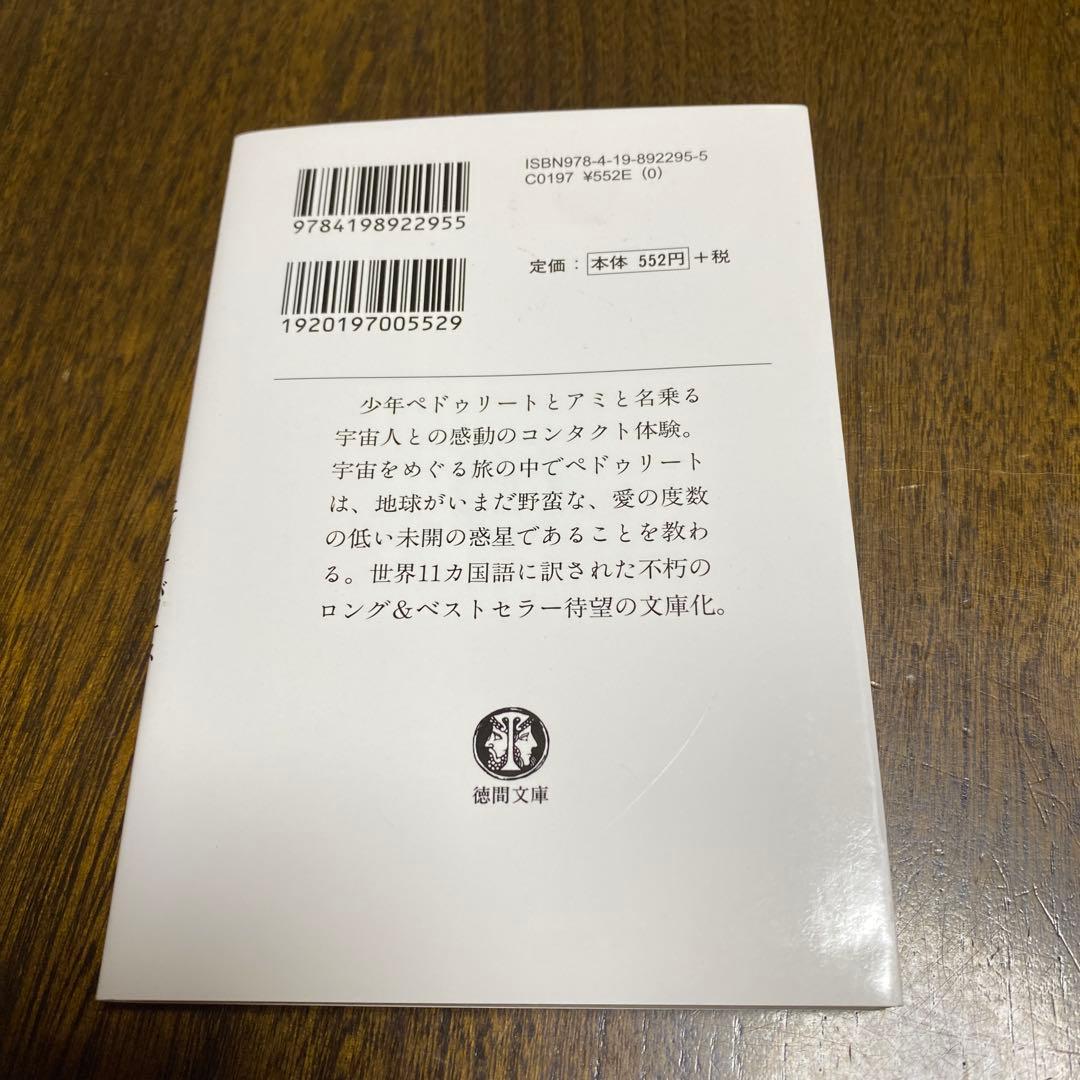 ISBN978-4-19-892295-5
C0197 ¥552E (0)
9784198922955
定価：本体 552円+税
1920197005529
少年ペドゥリートとアミと名乗る
宇宙人との感動のコンタクト体験。
宇宙をめぐる旅の中でペドゥリート
は、地球がいまだ野蛮な、愛の度数
の低い未開の惑星であることを教わ
る。世界11カ国語に訳された不朽の
ロング&ベストセラー待望の文庫化。
徳間文庫